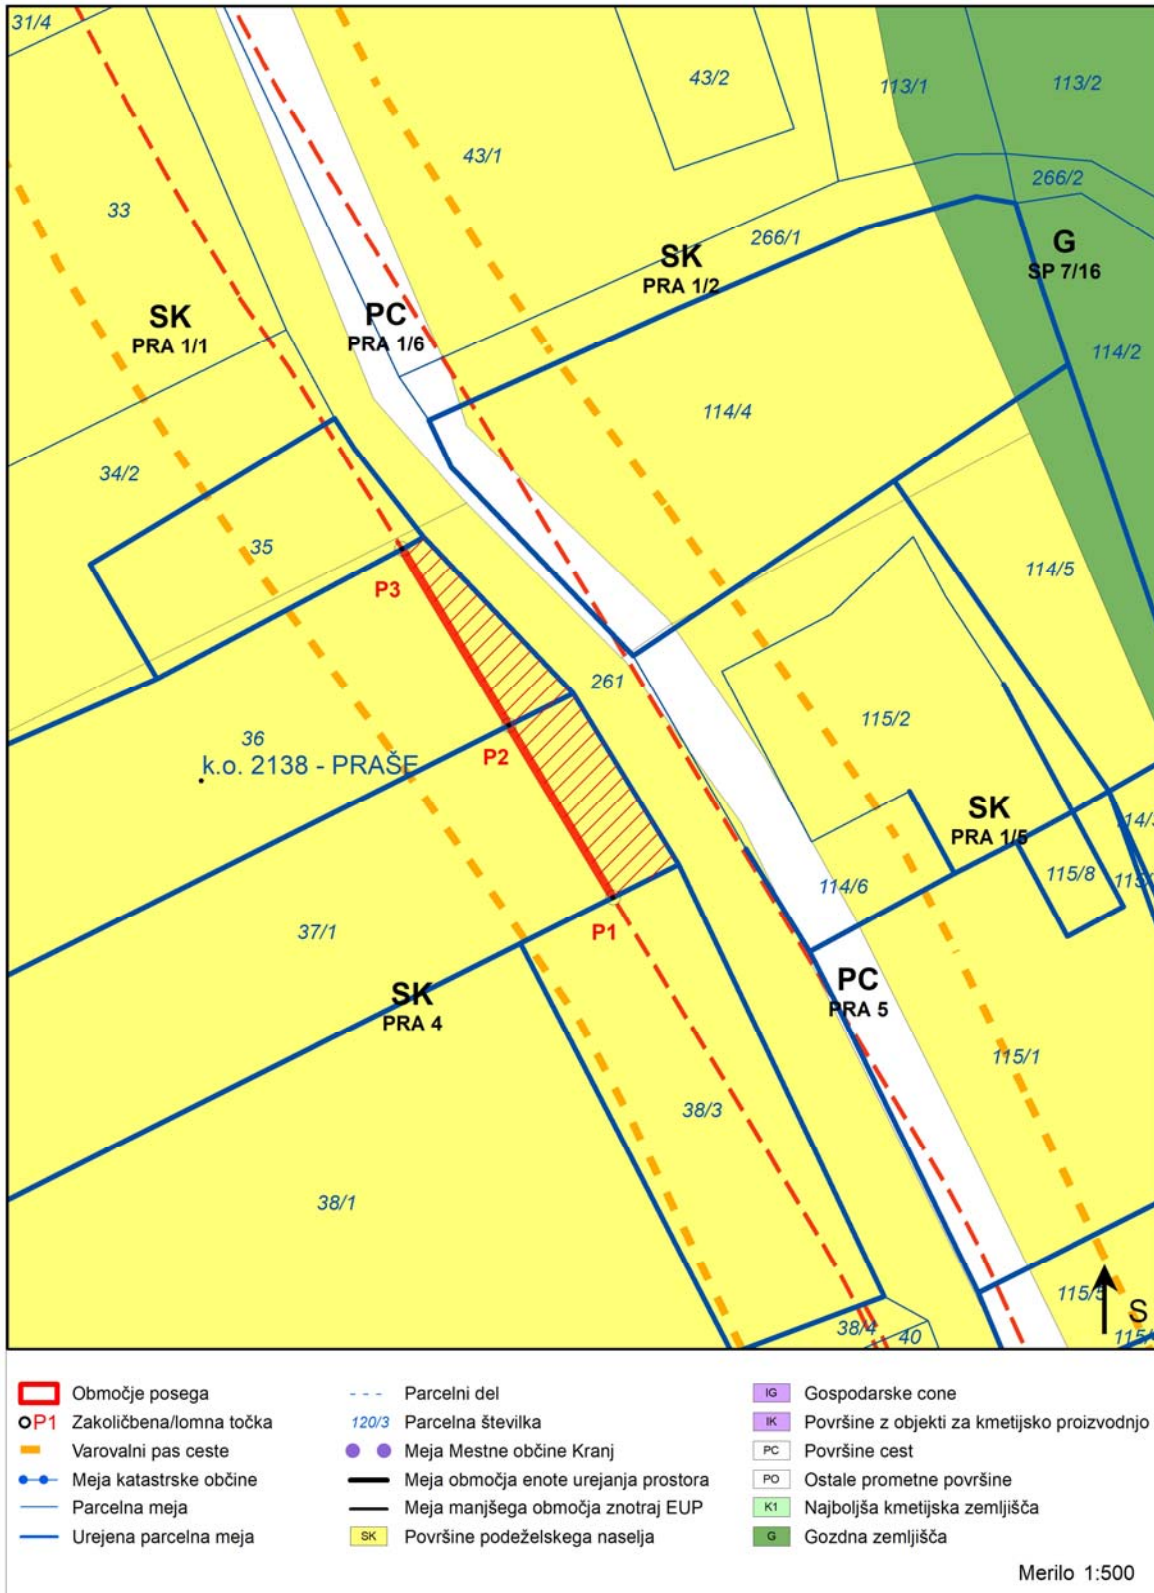 31/4
43/2
113/1
113/2
43/1
266/2
33
266/1
G
SP 7/16
SK
PRA 1/2
SK
PRA 1/1
PC
PRA 1/6
114/2
114/4
34/2
35
P3
114/5
261
115/2
36
k.o. 2138 - PRAŠE
P2
SK
PRA 1/5
114/6
115/8
37/1
P1
SK
PRA 4
PC
PRA 5
115/1
38/3
38/1
115/5
S
38/4
40
Območje posega
P1 Zakoličbena/lomna točka
Varovalni pas ceste
Meja katastrske občine
Parcelna meja
Urejena parcelna meja
Parcelni del
120/3 Parcelna številka
Meja Mestne občine Kranj
Meja območja enote urejanja prostora
Meja manjšega območja znotraj EUP
SK Površine podeželskega naselja
IG Gospodarske cone
IK Površine z objekti za kmetijsko proizvodnjo
PC Površine cest
PO Ostale prometne površine
K1 Najboljša kmetijska zemljišča
G Gozdna zemljišča
Merilo 1:500